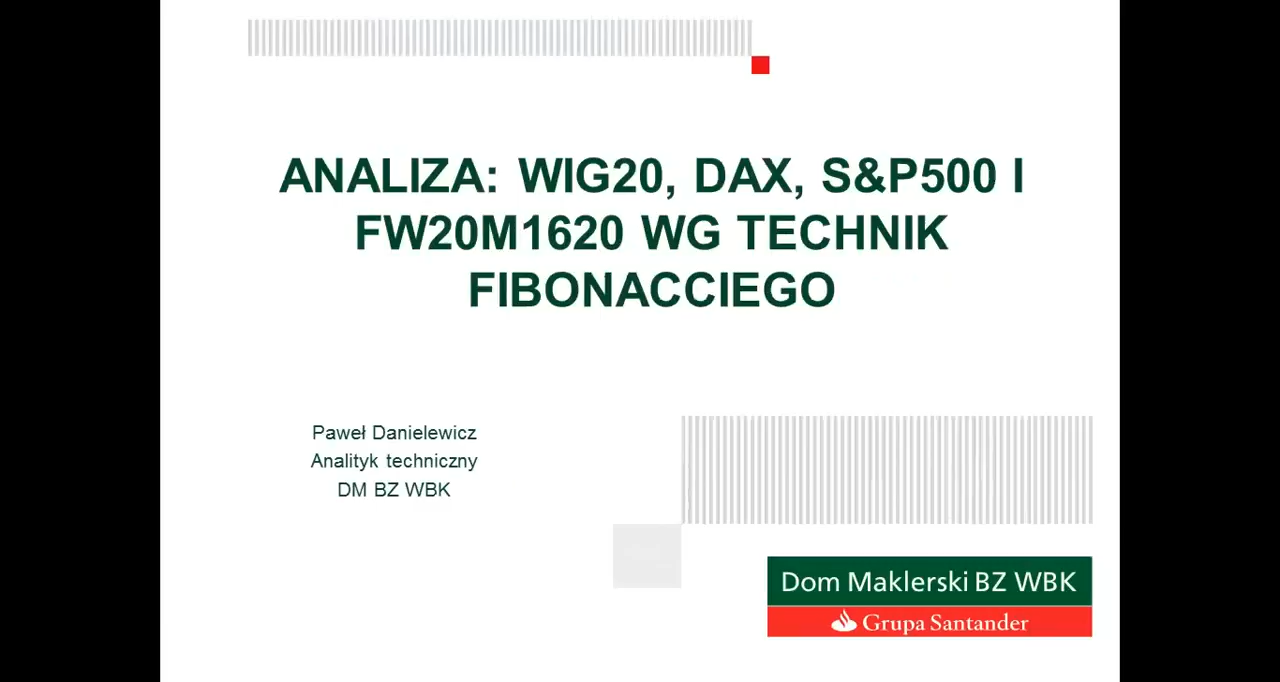 ANALIZA: WIG20, DAX, S&P500 I
FW20M1620 WG TECHNIK
FIBONACCIEGO
Paweł Danielewicz
Analityk techniczny
DM BZ WBK
Dom Maklerski BZ WBK
Grupa Santander